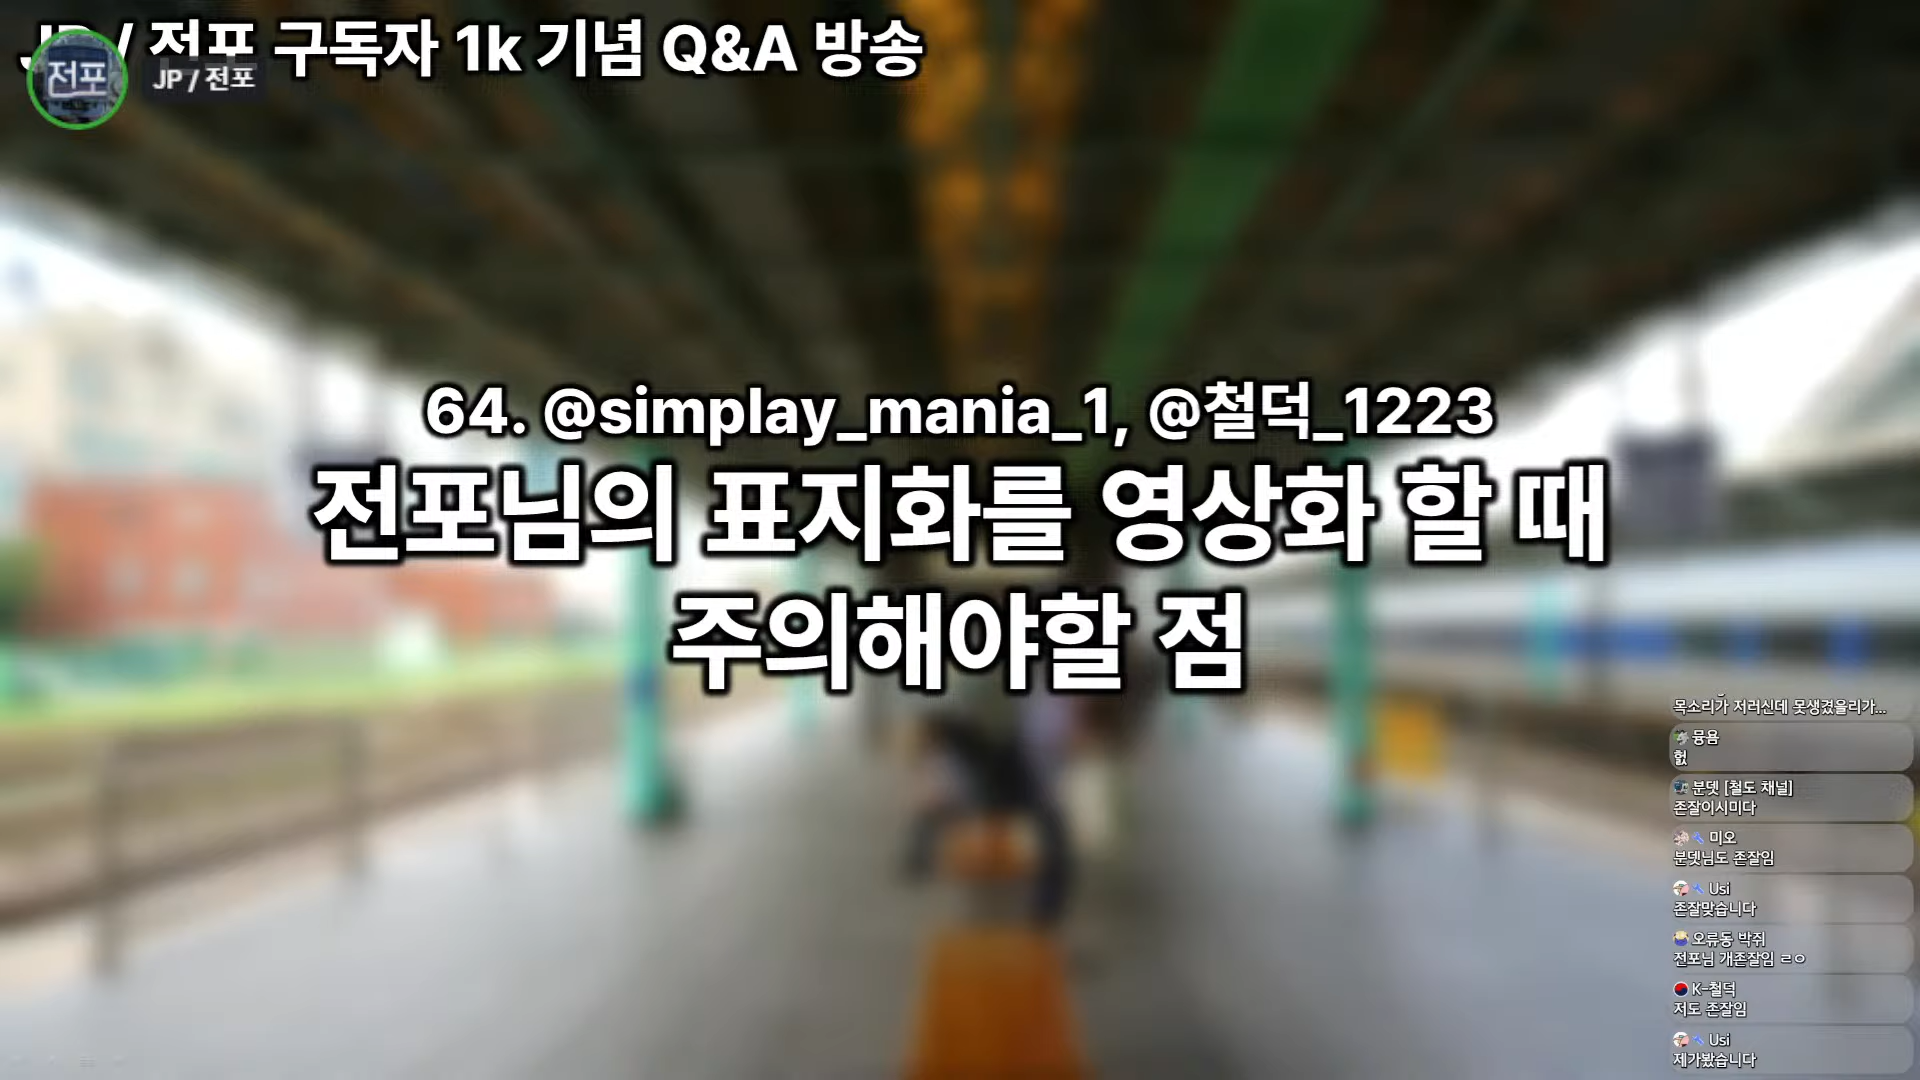 JP / 전포 구독자 1k 기념 Q&A 방송
전포
JP / 전포
64. @simplay_mania_1, @철덕_1223
전포님의 표지화를 영상화 할 때
주의해야할 점
목소리가 저러신데 못생겼을리가...
뮹욤
헔
분뎃 [철도 채널]
존잘이시미다
미오
분뎃님도 존잘임
Usi
존잘맞습니다
오류동 박쥐
전포님 개존잘임 ㄹㅇ
K-철덕
저도 존잘임
Usi
제가봤습니다